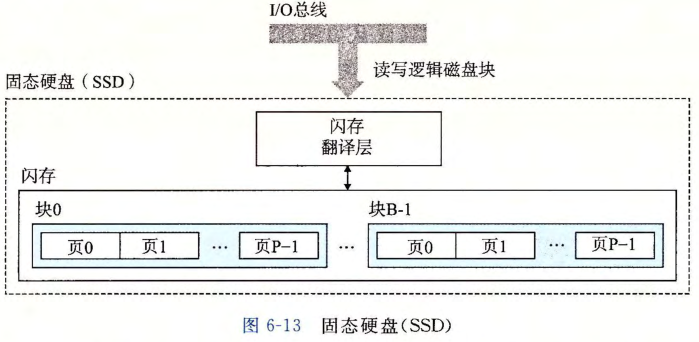 I/O总线
读写逻辑磁盘块
固态硬盘（SSD）
闪存
翻译层
闪存
块0
块B-1
页0 页1 … 页P−1 … 页0 页1 … 页P−1
图 6-13 固态硬盘(SSD)